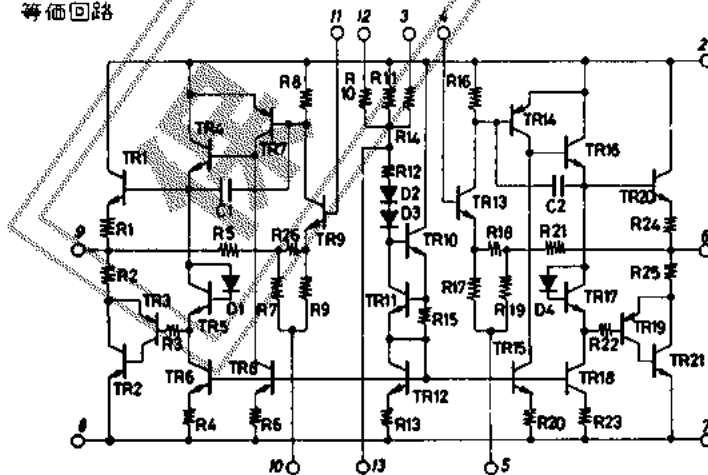 等価回路
11 12 3 4 2
R8 R10 R11 R16
R14 TR14
TR4 TR7 TR16
R12
TR1 D2 TR13 C2 TR20
C1 D3
R1 R5 R26 TR9 TR10 R18 R21 R24
9 6
R2 R7 R9 TR11 R17 R19 R25
TR3 D1 D4 TR17
R3 TR5 R15 R22 TR19
TR2 TR6 TR8 TR12 TR15 TR18 TR21
R4 R6 R13 R20 R23
8 7
10 13 5